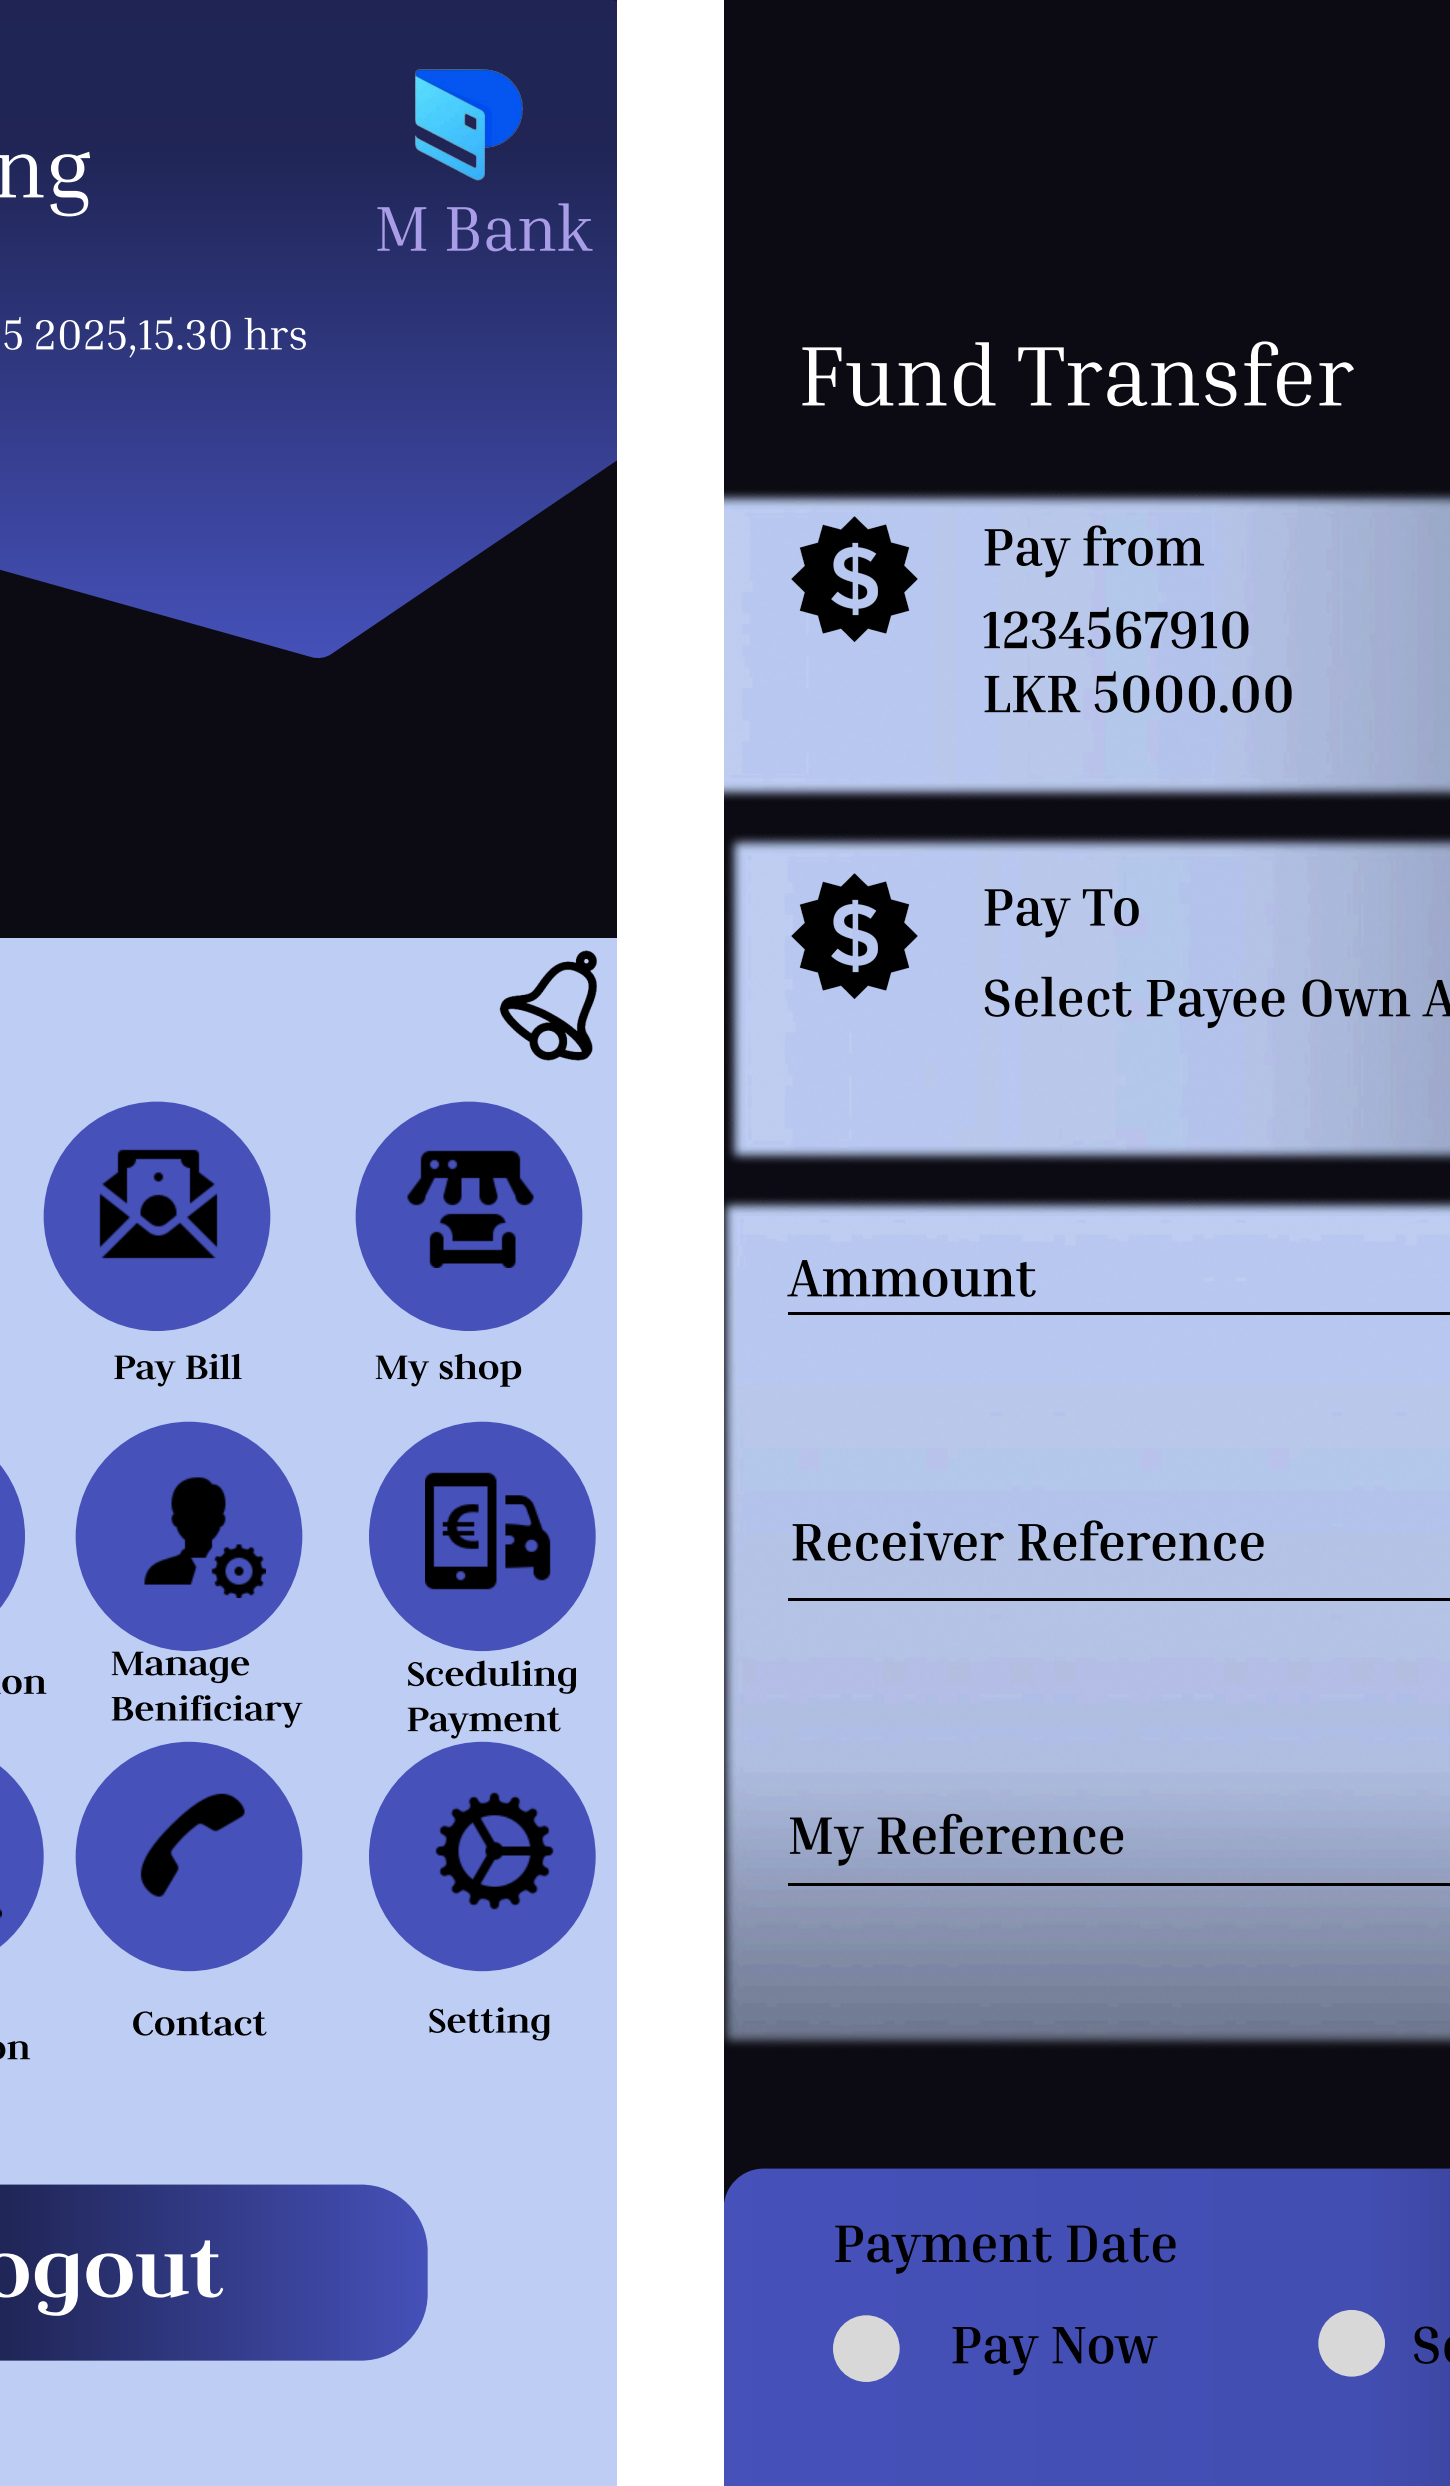 ng
M Bank
5 2025,15.30 hrs
Pay Bill
My shop
on
Manage
Benificiary
Sceduling
Payment
on
Contact
Setting
ogout
Fund Transfer
Pay from
1234567910
LKR 5000.00
Pay To
Select Payee Own A
Ammount
Receiver Reference
My Reference
Payment Date
Pay Now
Sc